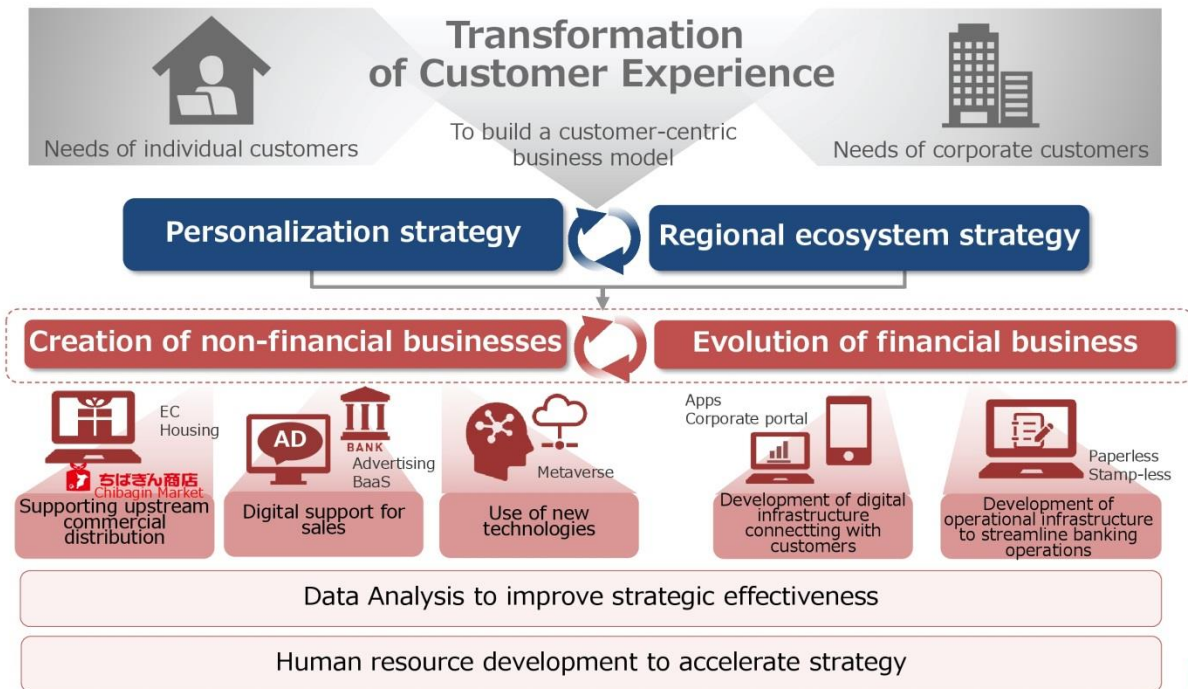 Transformation
of Customer Experience
To build a customer-centric
business model
Needs of individual customers
Needs of corporate customers
Personalization strategy
Regional ecosystem strategy
Creation of non-financial businesses
Evolution of financial business
EC
Housing
ちばぎん商店
Chibagin Market
Supporting upstream
commercial
distribution
AD
BANK
Advertising
BaaS
Digital support for
sales
Metaverse
Use of new
technologies
Apps
Corporate portal
Development of digital
infrastructure
connectting with
customers
Paperless
Stamp-less
Development of
operational infrastructure
to streamline banking
operations
Data Analysis to improve strategic effectiveness
Human resource development to accelerate strategy